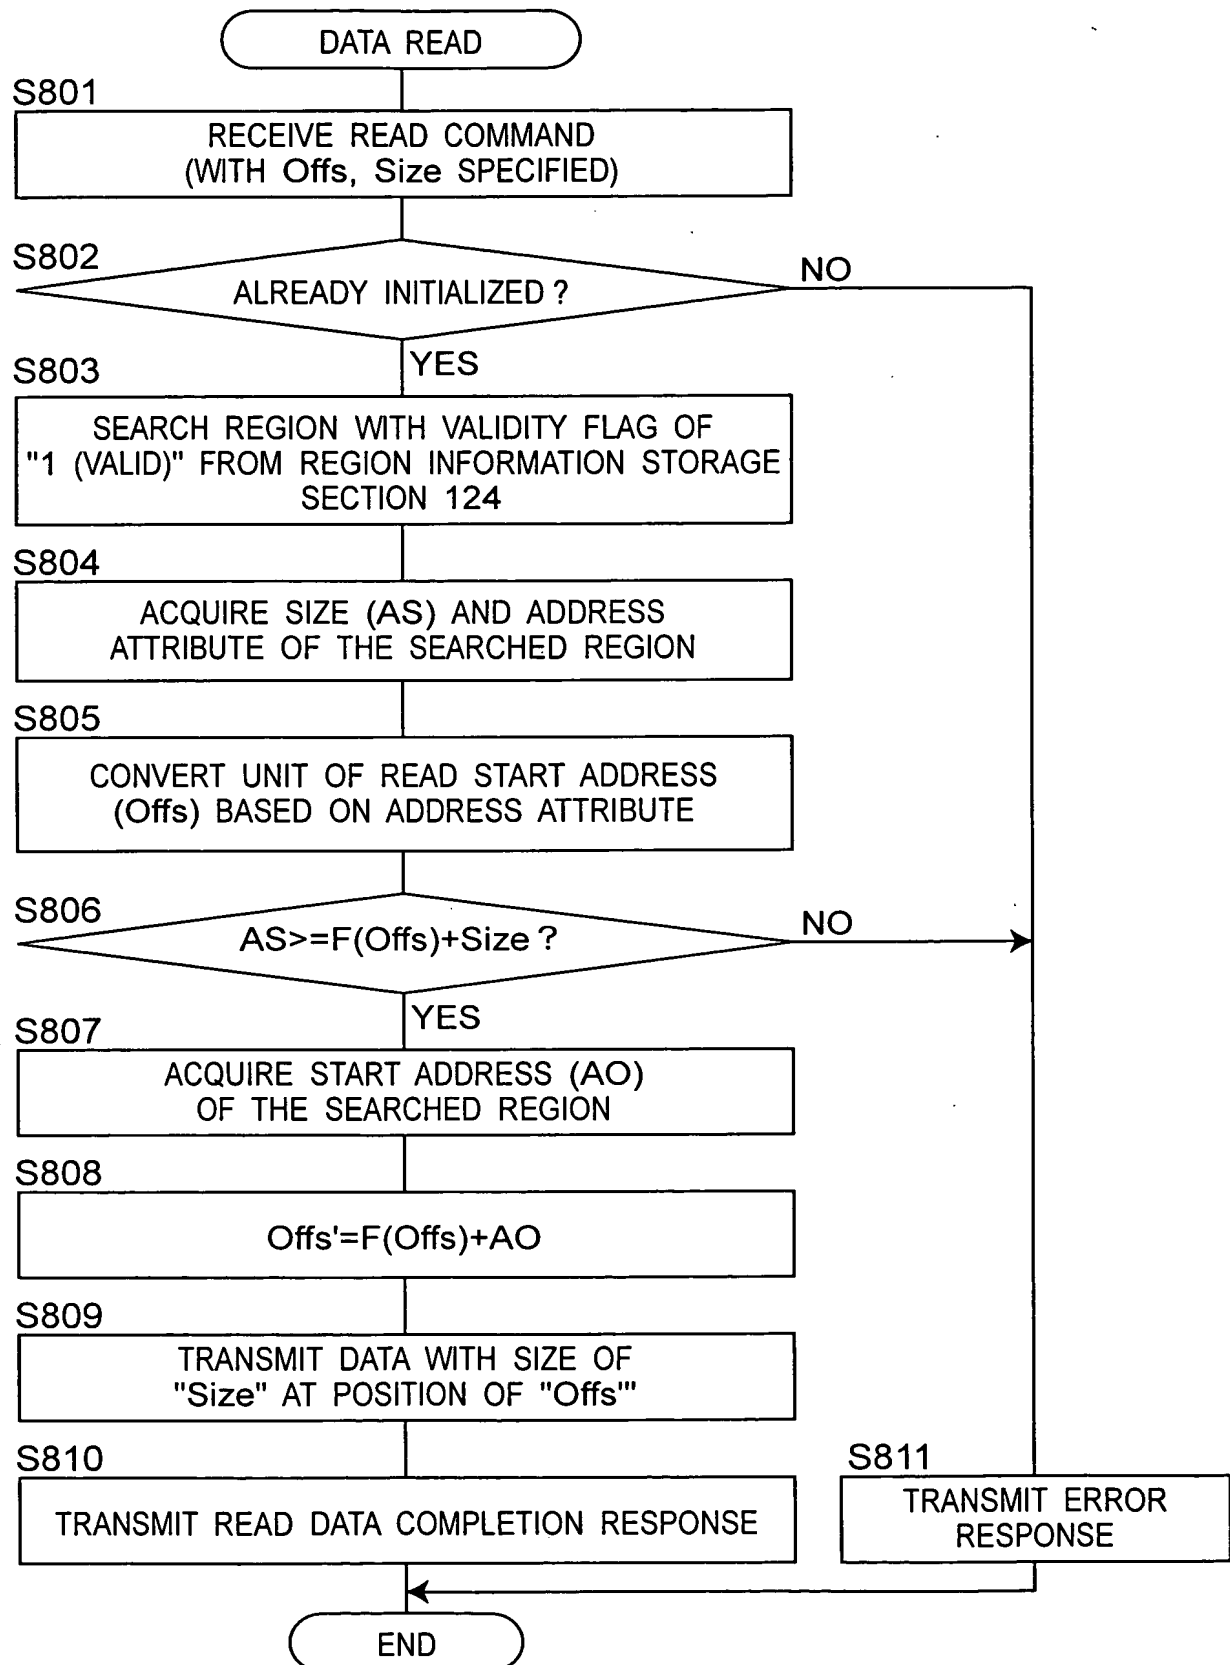 DATA READ
S801
RECEIVE READ COMMAND
(WITH Offs, Size SPECIFIED)
S802
ALREADY INITIALIZED ?
NO
YES
S803
SEARCH REGION WITH VALIDITY FLAG OF
"1 (VALID)" FROM REGION INFORMATION STORAGE
SECTION 124
S804
ACQUIRE SIZE (AS) AND ADDRESS
ATTRIBUTE OF THE SEARCHED REGION
S805
CONVERT UNIT OF READ START ADDRESS
(Offs) BASED ON ADDRESS ATTRIBUTE
S806
AS>=F(Offs)+Size ?
NO
YES
S807
ACQUIRE START ADDRESS (AO)
OF THE SEARCHED REGION
S808
Offs'=F(Offs)+AO
S809
TRANSMIT DATA WITH SIZE OF
"Size" AT POSITION OF "Offs'"
S810
TRANSMIT READ DATA COMPLETION RESPONSE
S811
TRANSMIT ERROR
RESPONSE
END